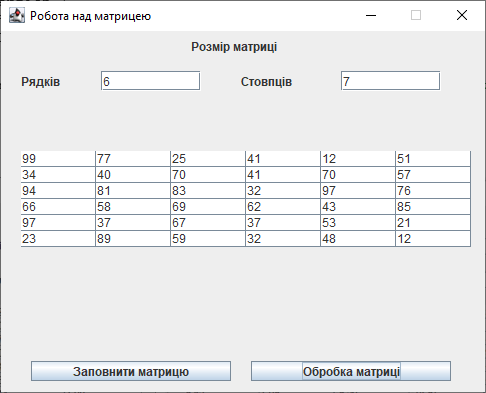 Робота над матрицею
Розмір матриці
Рядків 6 Стовпців 7
99 77 25 41 12 51
34 40 70 41 70 57
94 81 83 32 97 76
66 58 69 62 43 85
97 37 67 37 53 21
23 89 59 32 48 12
Заповнити матрицю Обробка матриці